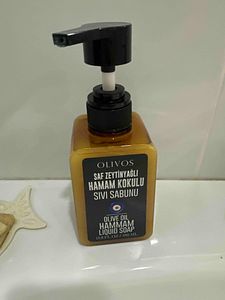 OLIVOS
SAF ZEYTİNYAĞLI
HAMAM KOKULU
SIVI SABUNU
OLIVE OIL
HAMMAM
LIQUID SOAP